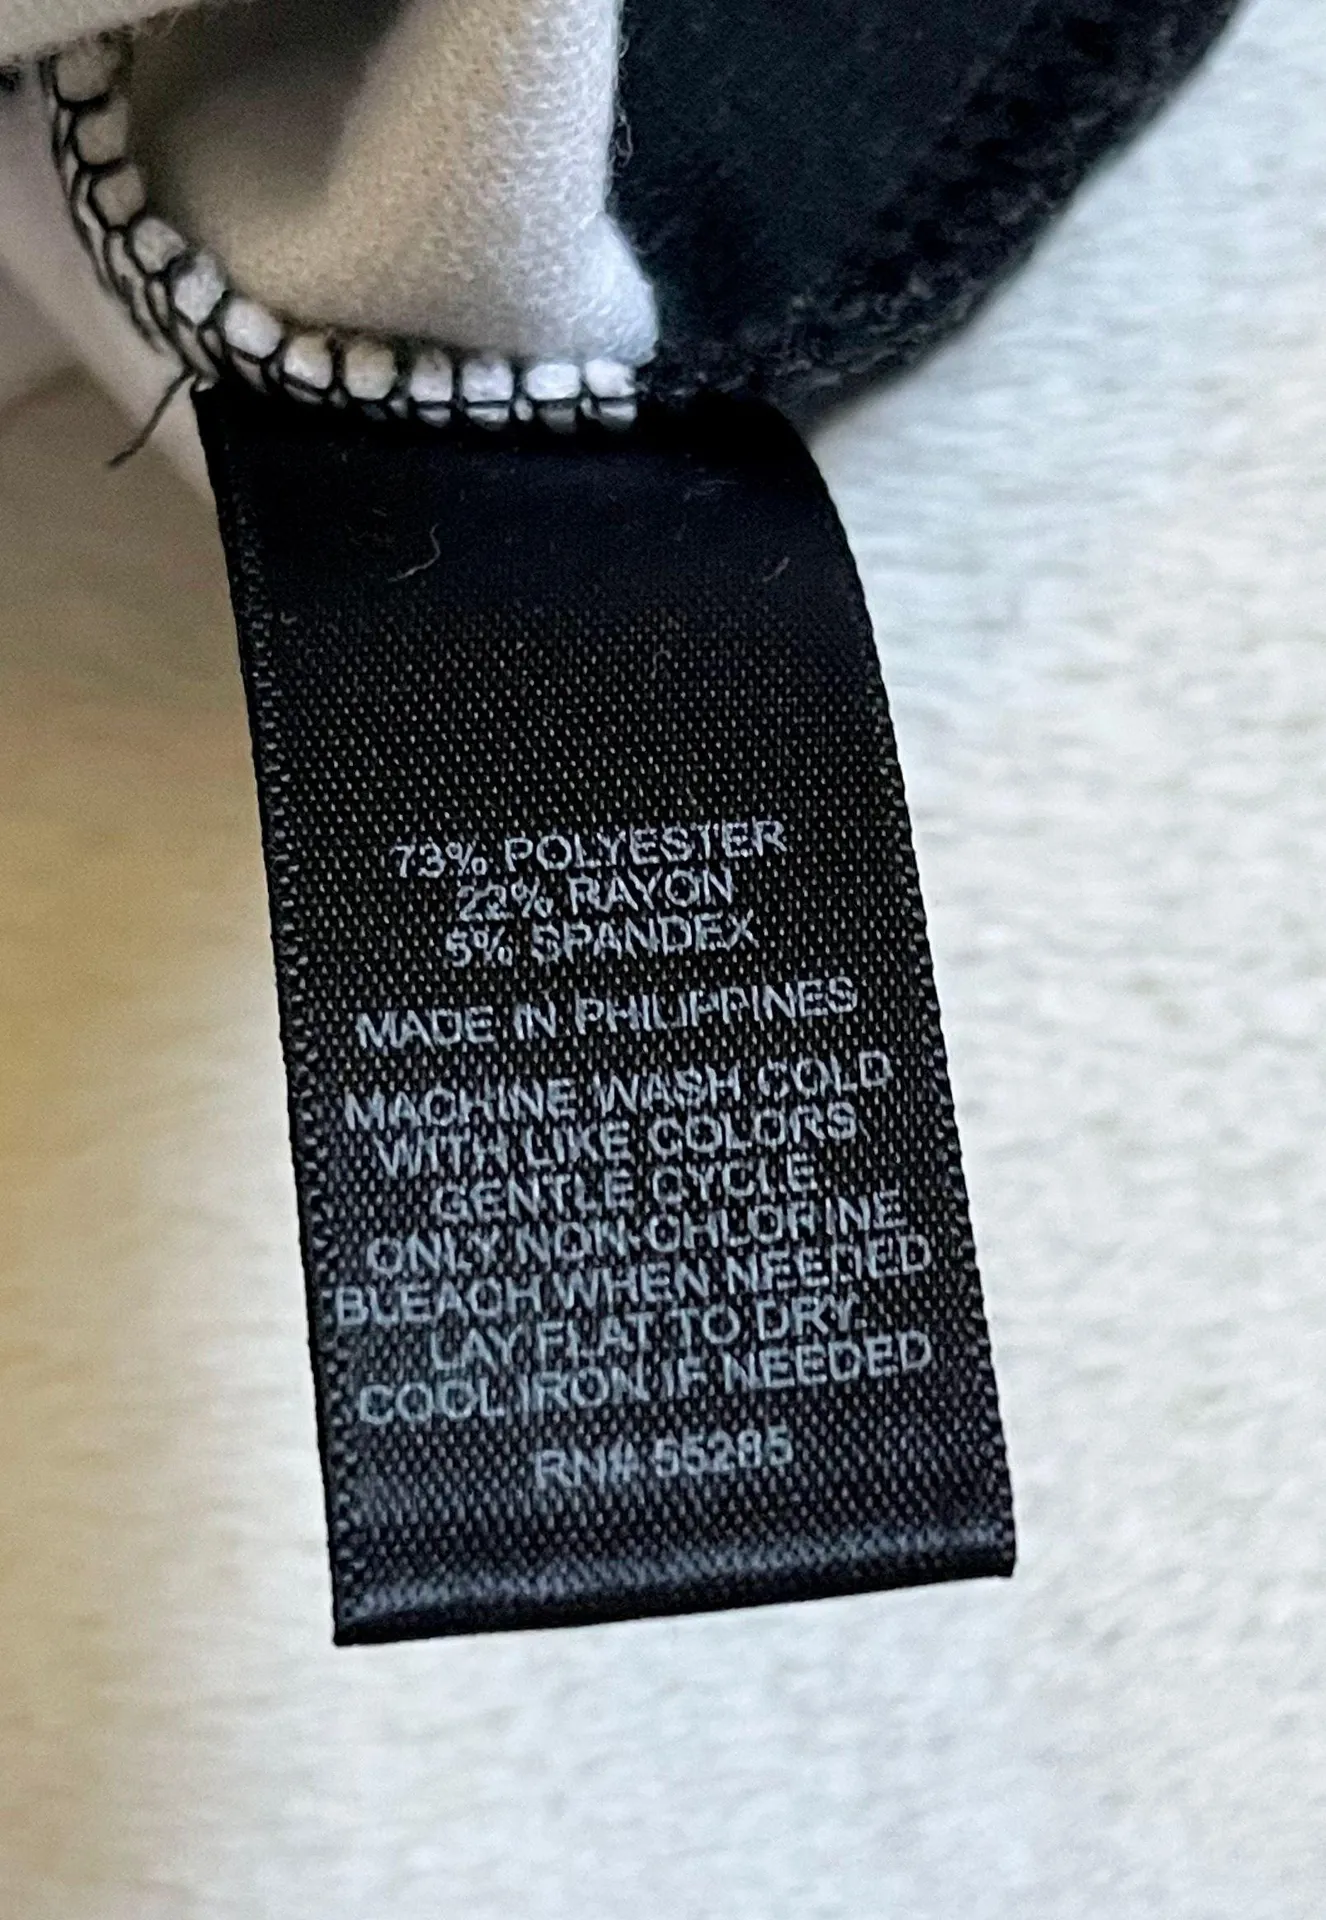 73% POLYESTER
22% RAYON
5% SPANDEX
MADE IN PHILIPPINES
MACHINE WASH COLD
WITH LIKE COLORS
GENTLE CYCLE
ONLY NON-CHLORINE
BLEACH WHEN NEEDED
LAY FLAT TO DRY.
COOL IRON IF NEEDED
RN# 55285